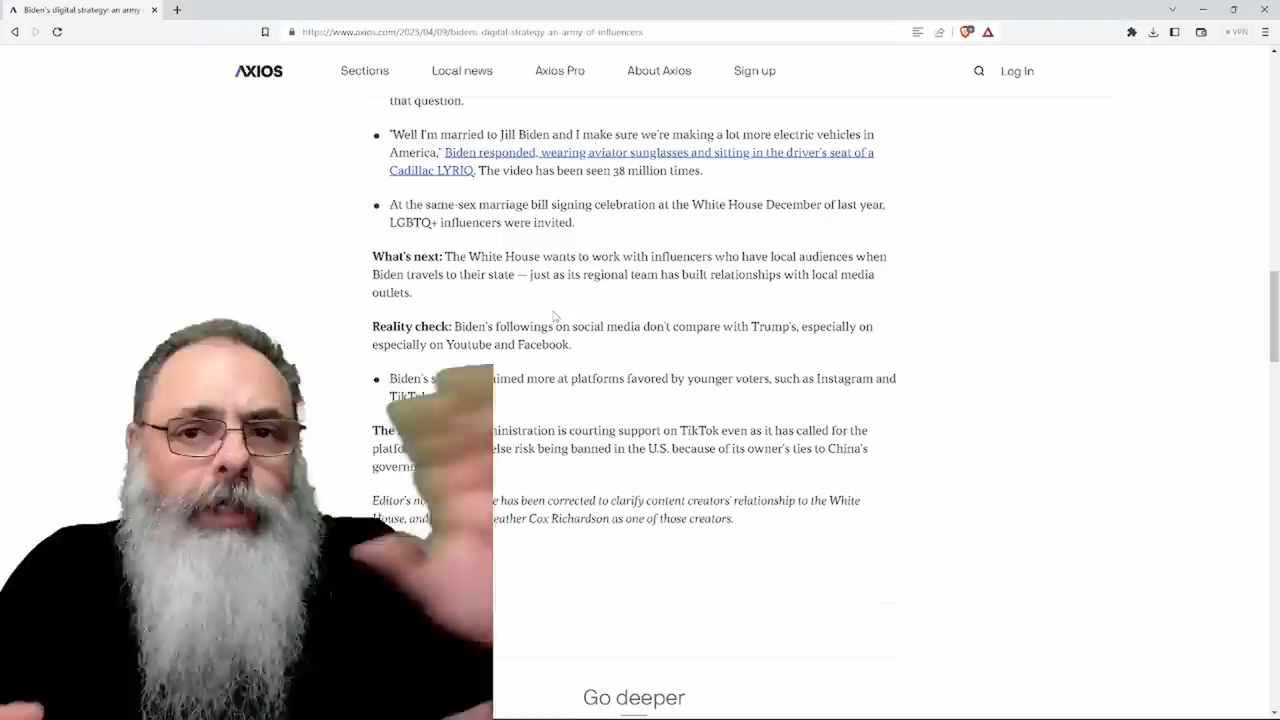 Biden's digital strategy: an army
https://www.axios.com/2023/04/09/bidens-digital-strategy-an-army-of-influencers
VPN
AXIOS
Sections
Local news
Axios Pro
About Axios
Sign up
Log In
that question.
"Well I'm married to Jill Biden and I make sure we're making a lot more electric vehicles in
America," Biden responded, wearing aviator sunglasses and sitting in the driver's seat of a
Cadillac LYRIQ. The video has been seen 38 million times.
At the same-sex marriage bill signing celebration at the White House December of last year,
LGBTQ+ influencers were invited.
What's next: The White House wants to work with influencers who have local audiences when
Biden travels to their state — just as its regional team has built relationships with local media
outlets.
Reality check: Biden's followings on social media don't compare with Trump's, especially on
especially on Youtube and Facebook.
Biden's aimed more at platforms favored by younger voters, such as Instagram and
The administration is courting support on TikTok even as it has called for the
else risk being banned in the U.S. because of its owner's ties to China's
Editor's has been corrected to clarify content creators' relationship to the White
House, and Heather Cox Richardson as one of those creators.
Go deeper